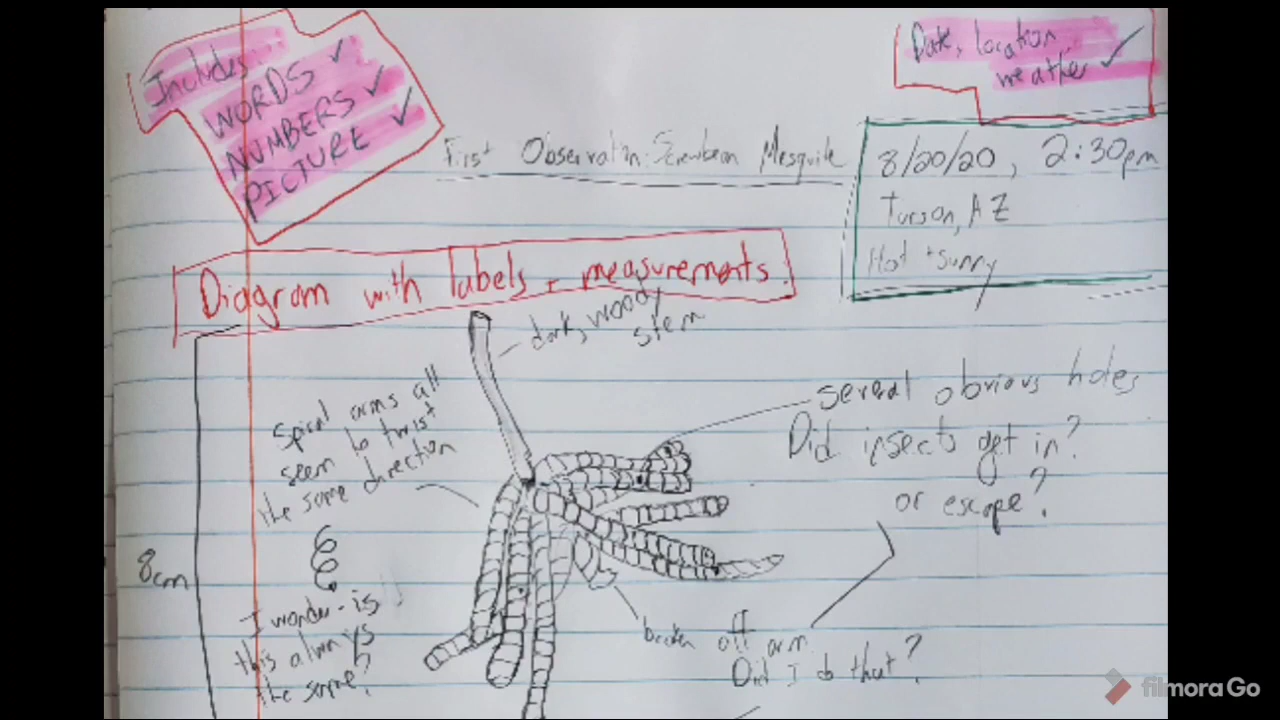 Includes:
WORDS ✓
NUMBERS ✓
PICTURE ✓
Date, location
weather ✓
First Observation: Screwbean Mesquite
8/20/20, 2:30pm
Tucson, AZ
Hot + sunny
Diagram with labels + measurements.
dark, woody
stem
Spiral arms all
seem to twist
the same direction
I wonder - is
this always
the same?
8cm
several obvious holes
Did insects get in?
or escape?
broken off arm
Did I do that?
filmora Go